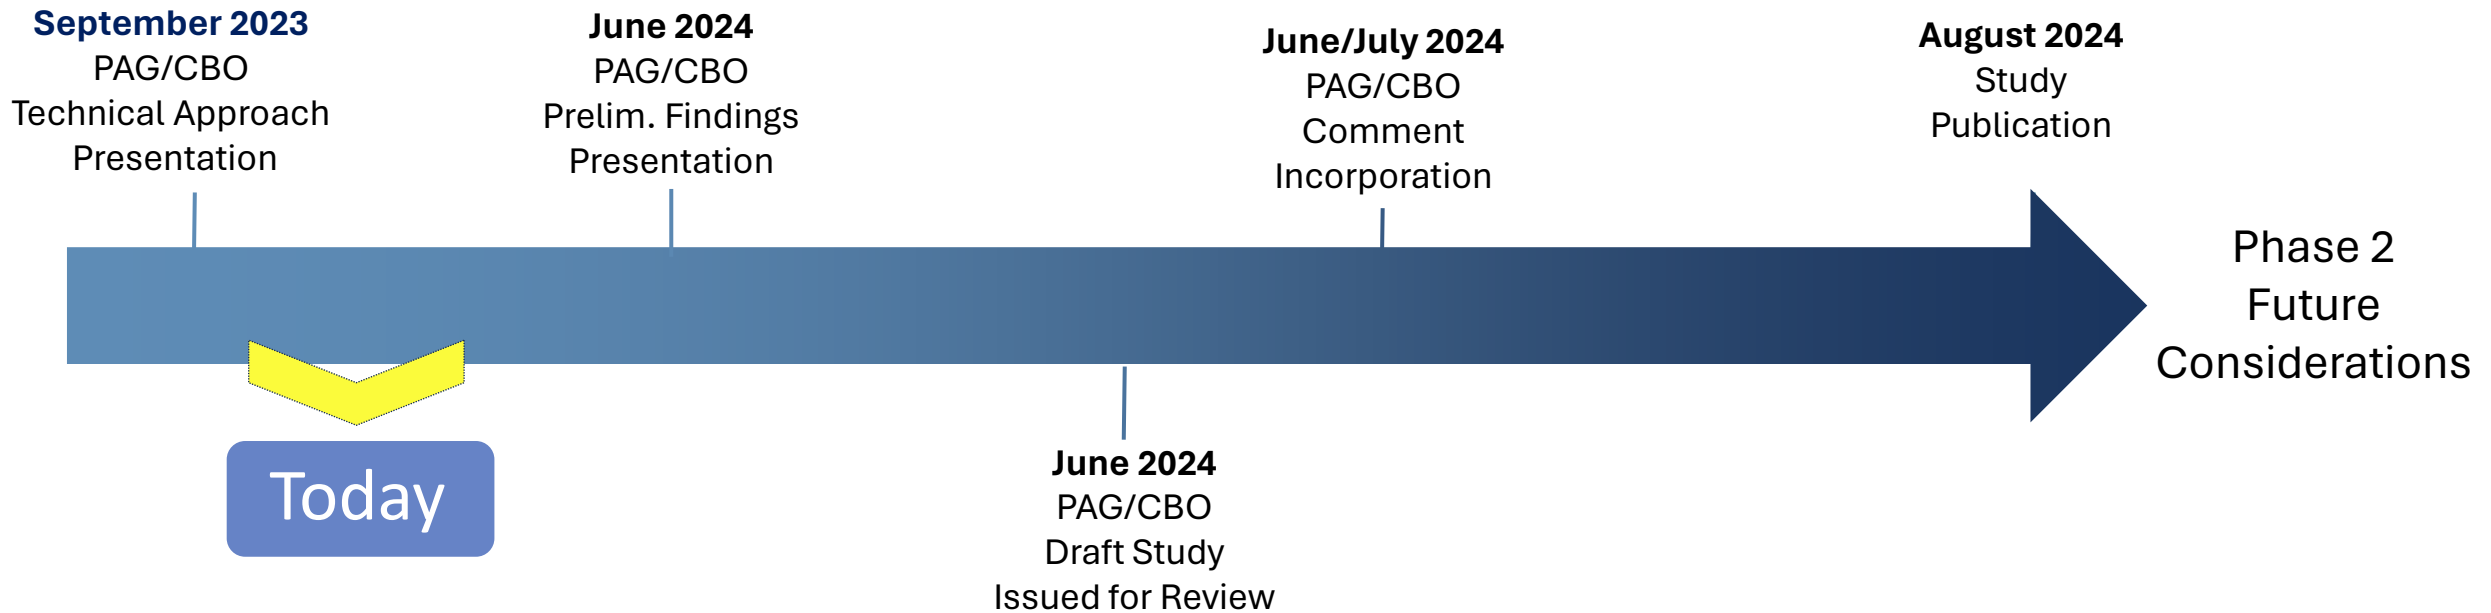 September 2023
PAG/CBO
Technical Approach
Presentation
June 2024
PAG/CBO
Prelim. Findings
Presentation
June/July 2024
PAG/CBO
Comment
Incorporation
August 2024
Study
Publication
Phase 2
Future
Considerations
Today
June 2024
PAG/CBO
Draft Study
Issued for Review